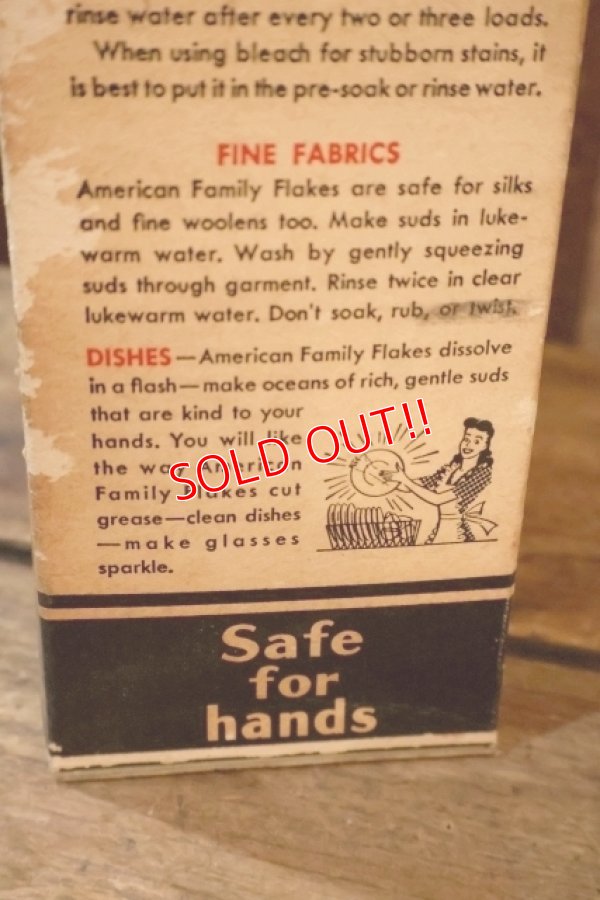 rinse water after every two or three loads.
When using bleach for stubborn stains, it
is best to put it in the pre-soak or rinse water.
FINE FABRICS
American Family Flakes are safe for silks
and fine woolens too. Make suds in luke-
warm water. Wash by gently squeezing
suds through garment. Rinse twice in clear
lukewarm water. Don't soak, rub, or twist.
DISHES—American Family Flakes dissolve
in a flash—make oceans of rich, gentle suds
that are kind to your
hands. You will like
the way American
Family Flakes cut
grease—clean dishes
—make glasses
sparkle.
SOLD OUT!!
Safe
for
hands